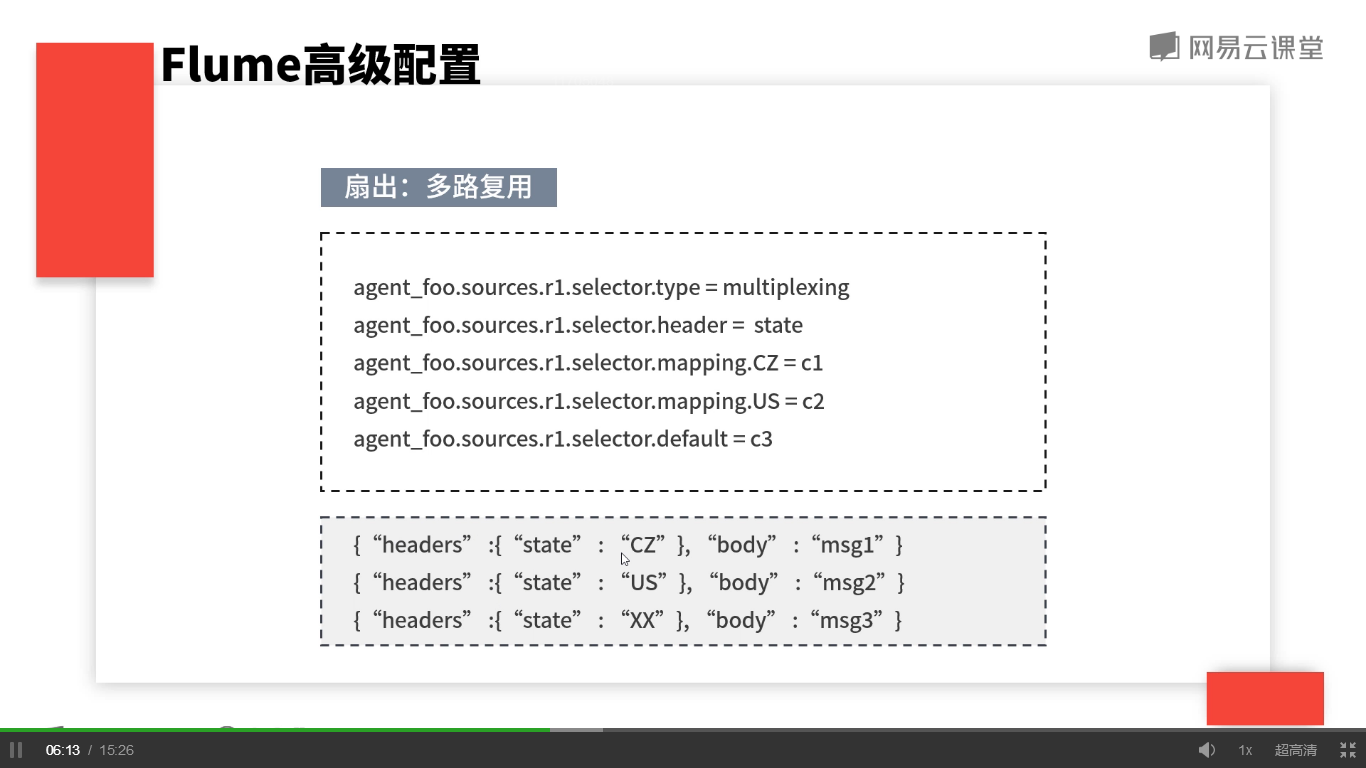 Flume高级配置
网易云课堂
扇出：多路复用
agent_foo.sources.r1.selector.type = multiplexing
agent_foo.sources.r1.selector.header = state
agent_foo.sources.r1.selector.mapping.CZ = c1
agent_foo.sources.r1.selector.mapping.US = c2
agent_foo.sources.r1.selector.default = c3
{ “headers” :{ “state” : “CZ” }, “body” : “msg1” }
{ “headers” :{ “state” : “US” }, “body” : “msg2” }
{ “headers” :{ “state” : “XX” }, “body” : “msg3” }
06:13 / 15:26
1x
超高清